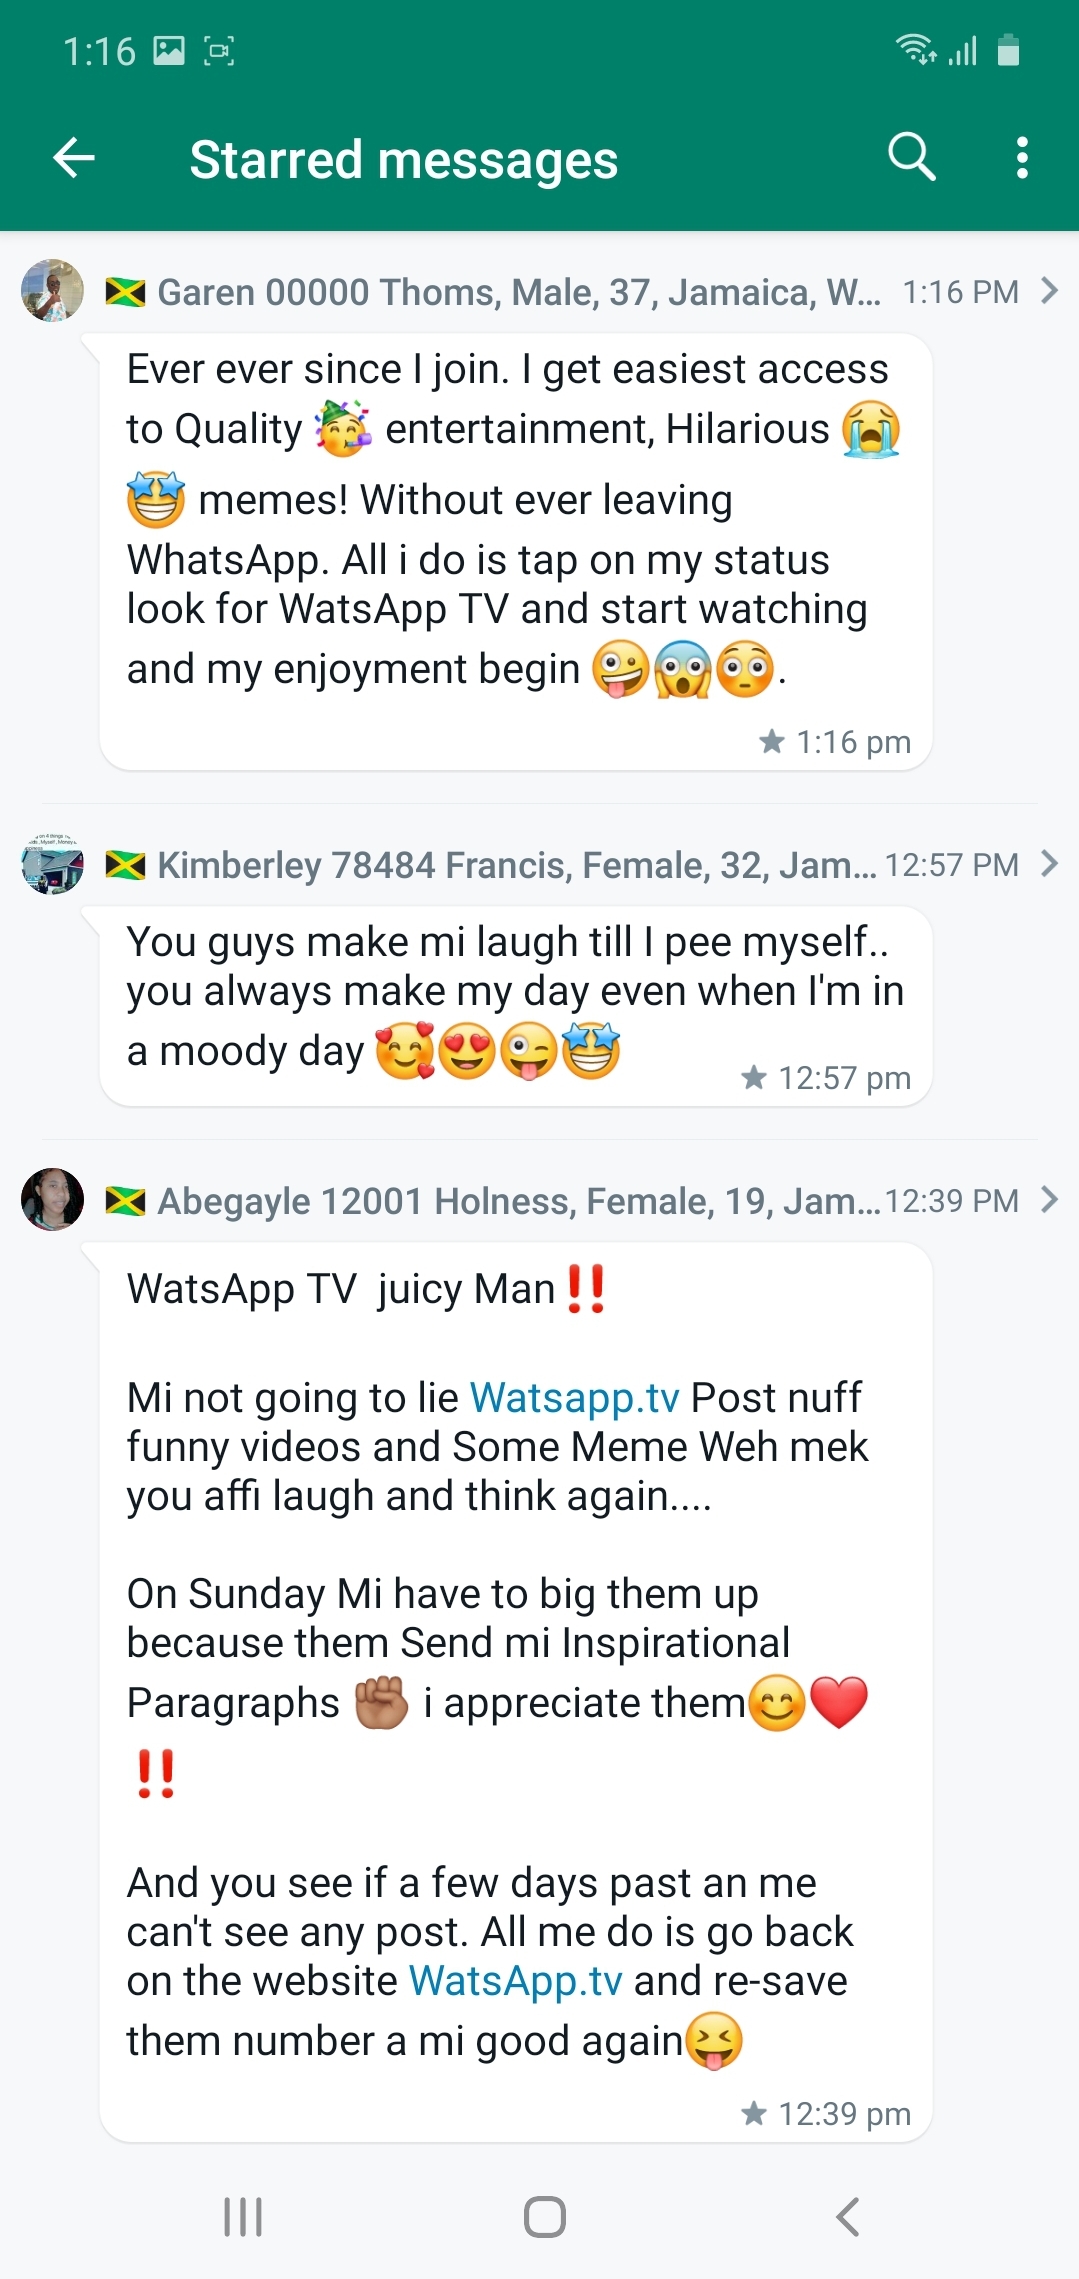 1:16
Starred messages
Garen 00000 Thoms, Male, 37, Jamaica, W... 1:16 PM
Ever ever since I join. I get easiest access
to Quality 🥳 entertainment, Hilarious 😭
🤩 memes! Without ever leaving
WhatsApp. All i do is tap on my status
look for WatsApp TV and start watching
and my enjoyment begin 🤪😱😳.
★ 1:16 pm
Kimberley 78484 Francis, Female, 32, Jam... 12:57 PM
You guys make mi laugh till I pee myself..
you always make my day even when I'm in
a moody day 🥰😍😜🤩
★ 12:57 pm
Abegayle 12001 Holness, Female, 19, Jam... 12:39 PM
WatsApp TV  juicy Man‼️
Mi not going to lie Watsapp.tv Post nuff
funny videos and Some Meme Weh mek
you affi laugh and think again....
On Sunday Mi have to big them up
because them Send mi Inspirational
Paragraphs ✊🏾 i appreciate them😊❤️
‼️
And you see if a few days past an me
can't see any post. All me do is go back
on the website WatsApp.tv and re-save
them number a mi good again😝
★ 12:39 pm